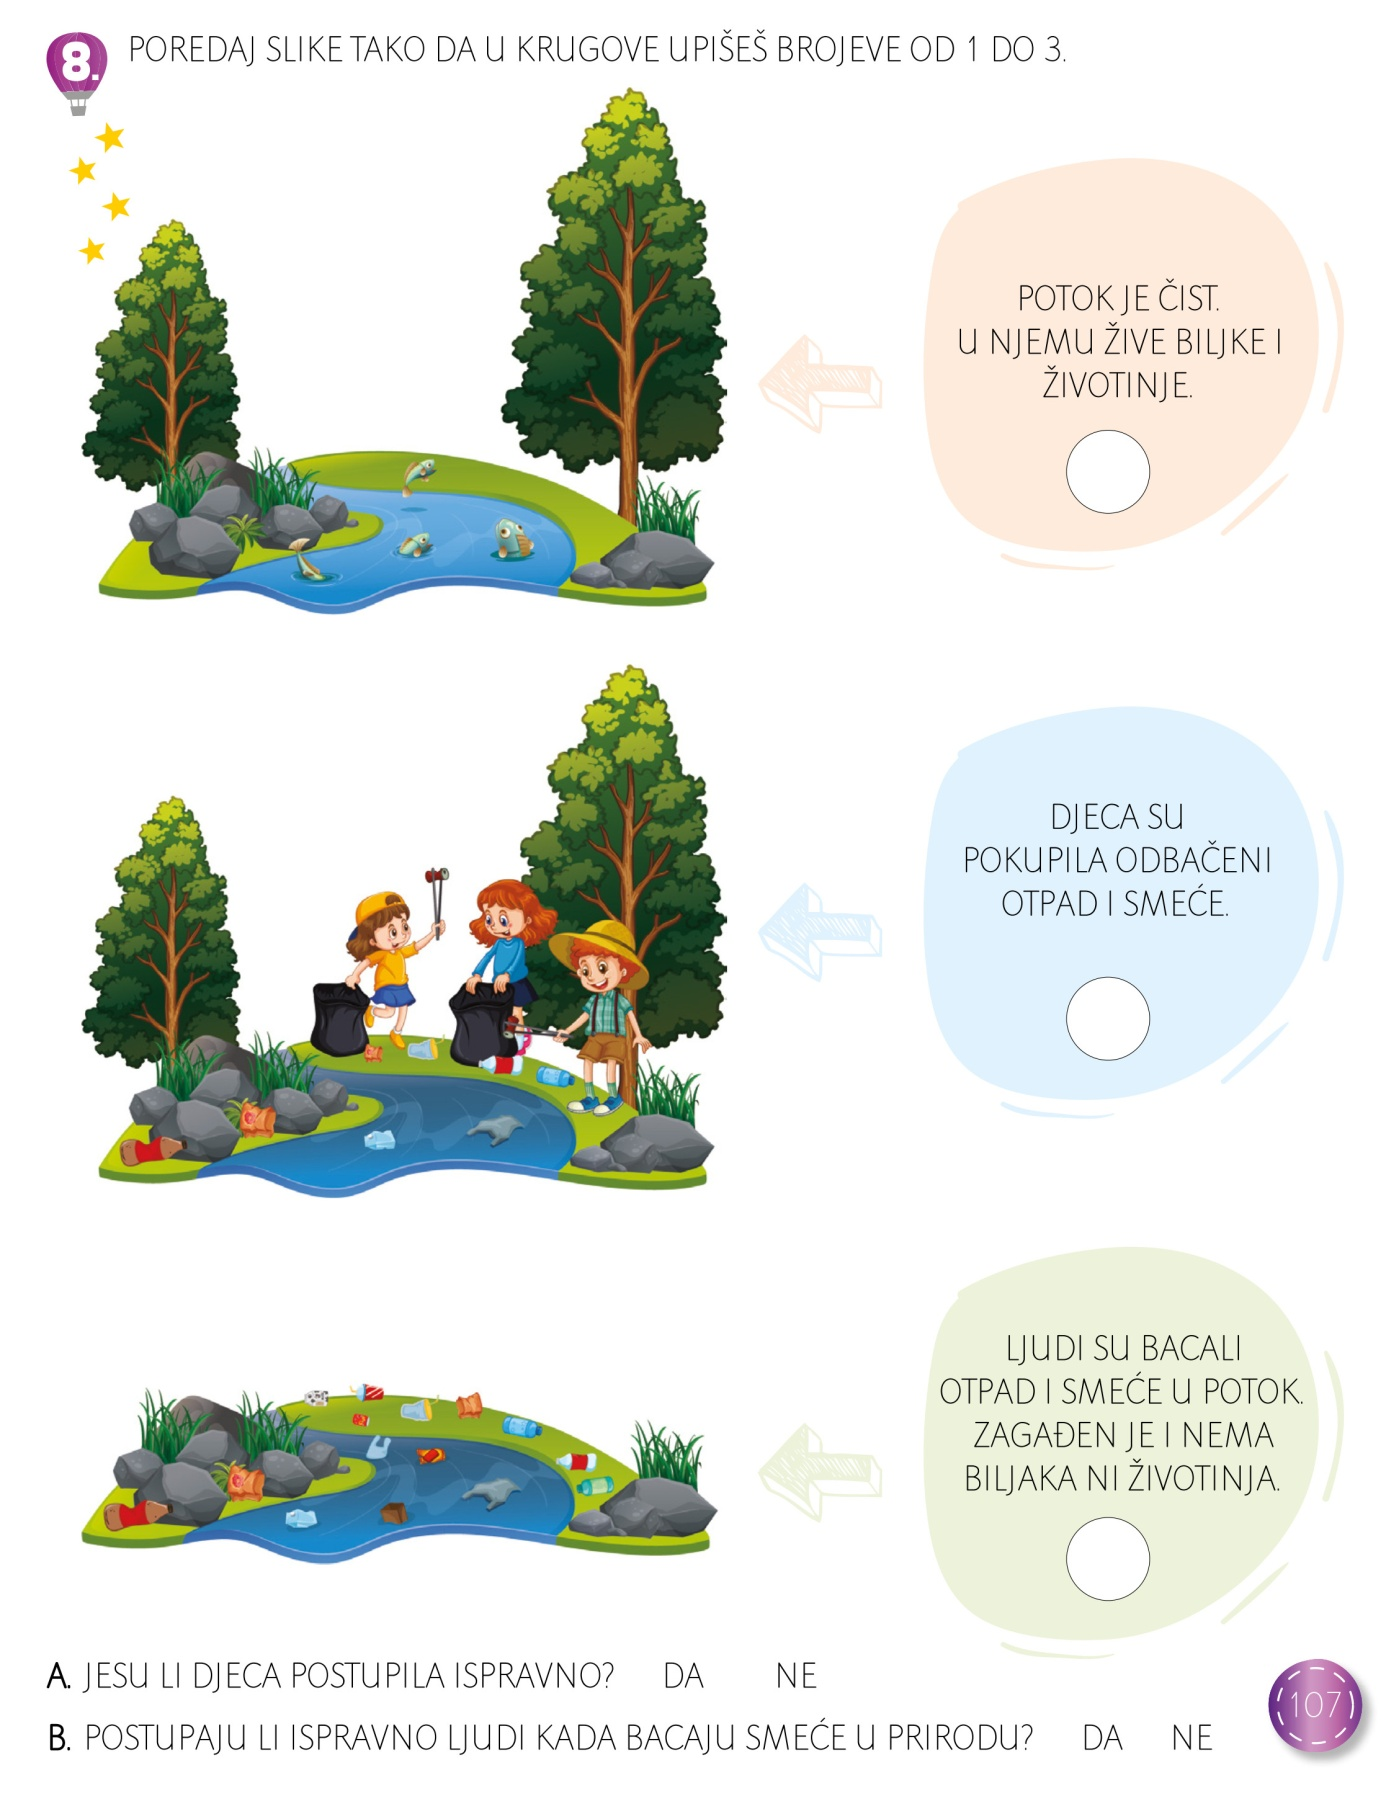 8. POREDAJ SLIKE TAKO DA U KRUGOVE UPIŠEŠ BROJEVE OD 1 DO 3.
POTOK JE ČIST.
U NJEMU ŽIVE BILJKE I
ŽIVOTINJE.
DJECA SU
POKUPILA ODBAČENI
OTPAD I SMEĆE.
LJUDI SU BACALI
OTPAD I SMEĆE U POTOK.
ZAGAĐEN JE I NEMA
BILJAKA NI ŽIVOTINJA.
A. JESU LI DJECA POSTUPILA ISPRAVNO? DA NE
B. POSTUPAJU LI ISPRAVNO LJUDI KADA BACAJU SMEĆE U PRIRODU? DA NE
107